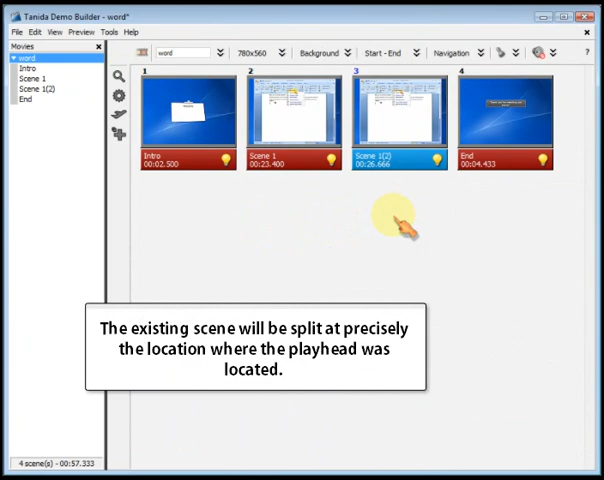 Tanida Demo Builder - word*
File Edit View Preview Tools Help
Movies
word 780x560 Background Start - End Navigation ?
word
Intro
Scene 1
Scene 1(2)
End
1 2 3 4
Intro Scene 1 Scene 1(2) End
00:02.500 00:23.400 00:26.666 00:04.433
The existing scene will be split at precisely
the location where the playhead was
located.
4 scene(s) - 00:57.333